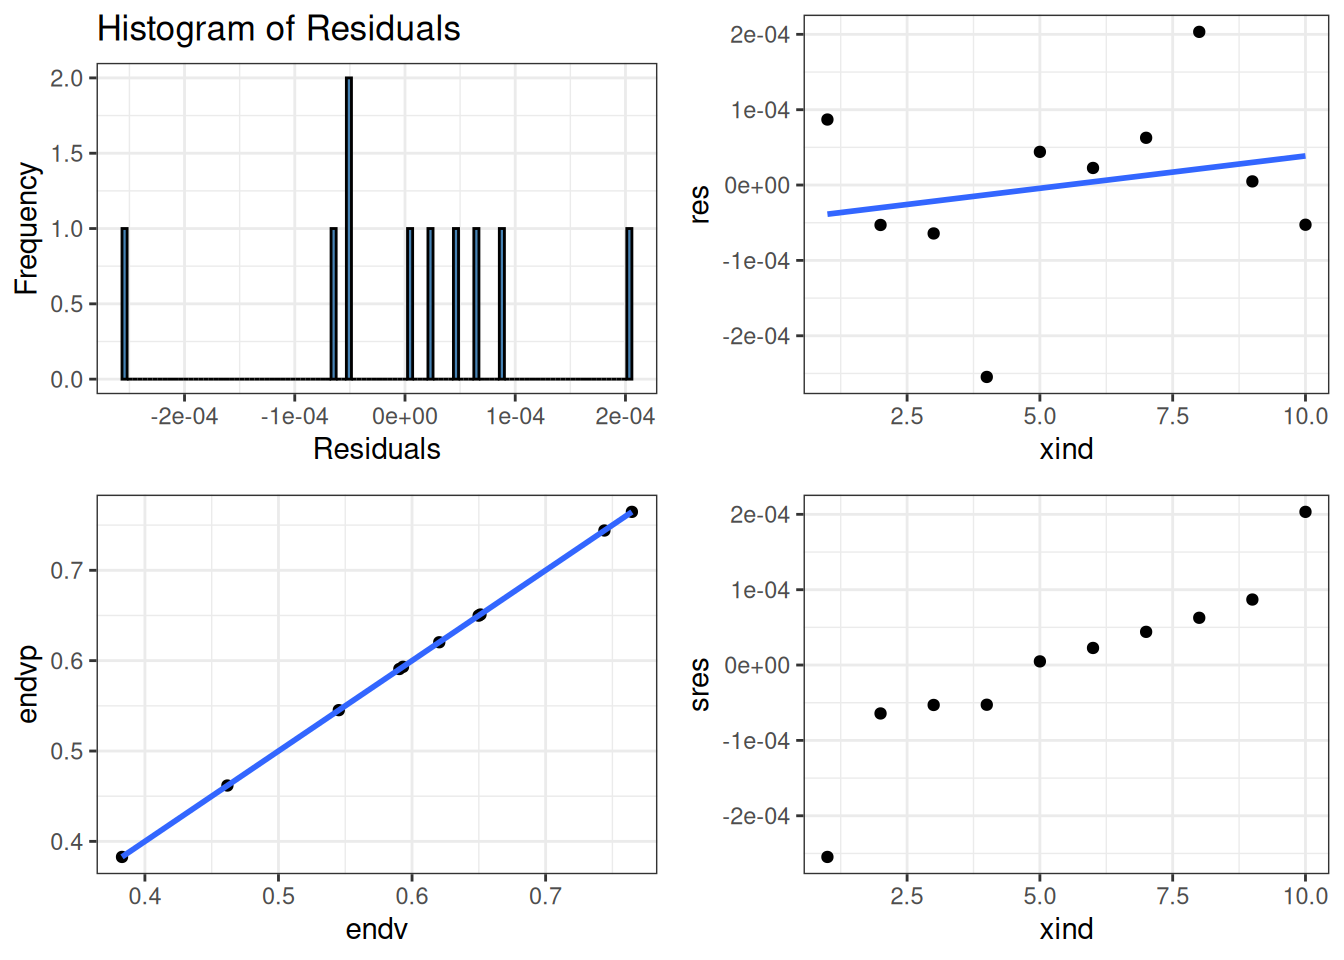 Histogram of Residuals
2.0
1.5
1.0
0.5
0.0
Frequency
-2e-04 -1e-04 0e+00 1e-04 2e-04
Residuals
2e-04
1e-04
0e+00
-1e-04
-2e-04
res
2.5 5.0 7.5 10.0
xind
0.7
0.6
0.5
0.4
endvp
0.4 0.5 0.6 0.7
endv
2e-04
1e-04
0e+00
-1e-04
-2e-04
sres
2.5 5.0 7.5 10.0
xind